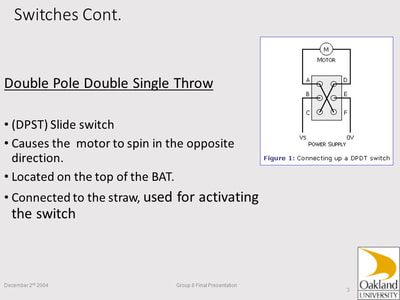 Switches Cont.
Double Pole Double Single Throw
• (DPST) Slide switch
• Causes the motor to spin in the opposite
direction.
• Located on the top of the BAT.
• Connected to the straw, used for activating
the switch
M
MOTOR
A D
B E
C F
VS 0V
POWER SUPPLY
Figure 1: Connecting up a DPDT switch
December 2nd 2004
Group 8 Final Presentation
3
Oakland
UNIVERSITY